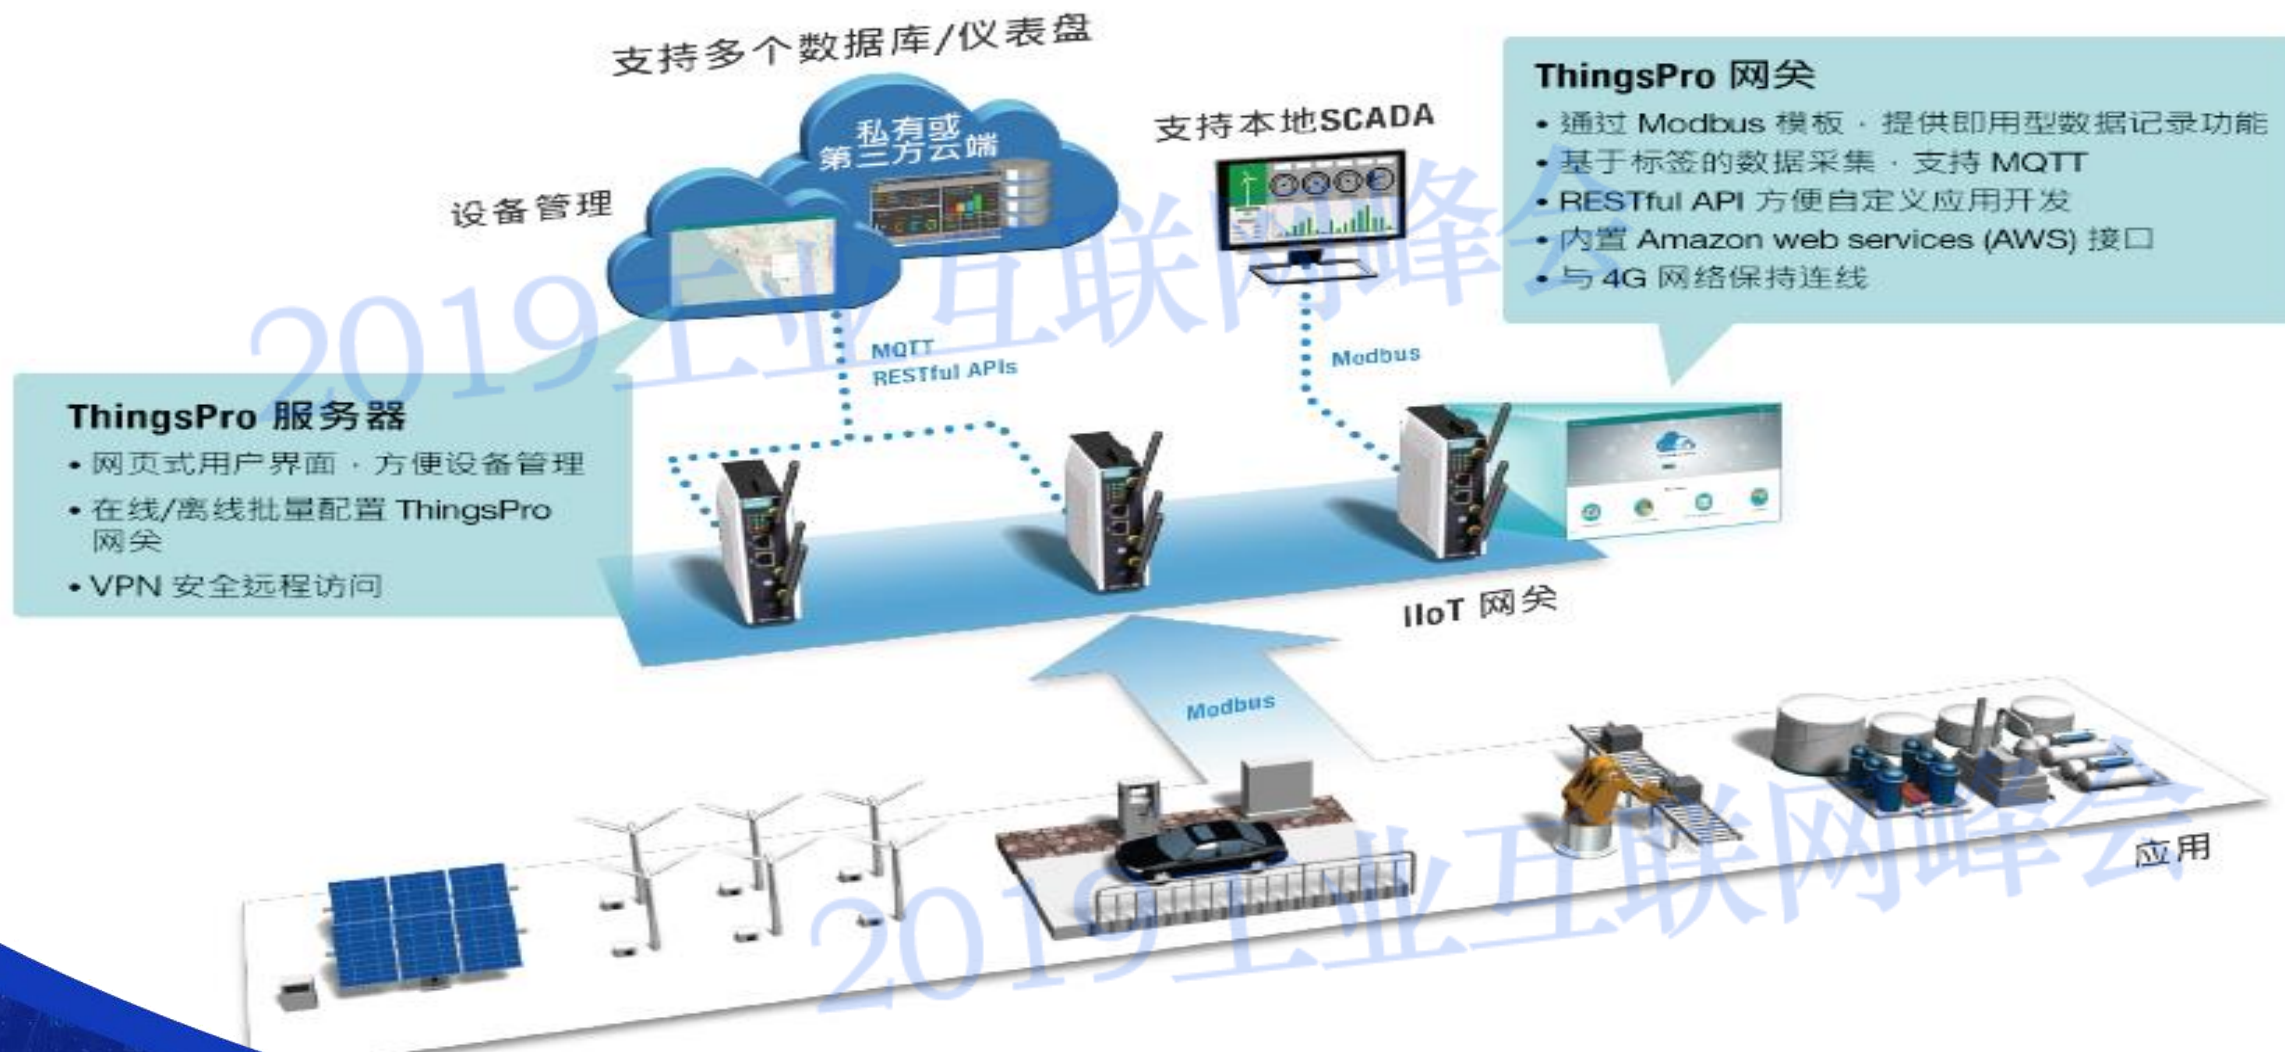 支持多个数据库/仪表盘
私有或
第三方云端
设备管理
支持本地SCADA
ThingsPro 网关
• 通过 Modbus 模板，提供即用型数据记录功能
• 基于标签的数据采集，支持 MQTT
• RESTful API 方便自定义应用开发
• 内置 Amazon web services (AWS) 接口
• 与 4G 网络保持连线
2019工业互联网峰会
MQTT
RESTful APIs
Modbus
ThingsPro 服务器
• 网页式用户界面，方便设备管理
• 在线/离线批量配置 ThingsPro
网关
• VPN 安全远程访问
IIoT 网关
Modbus
应用
2019工业互联网峰会